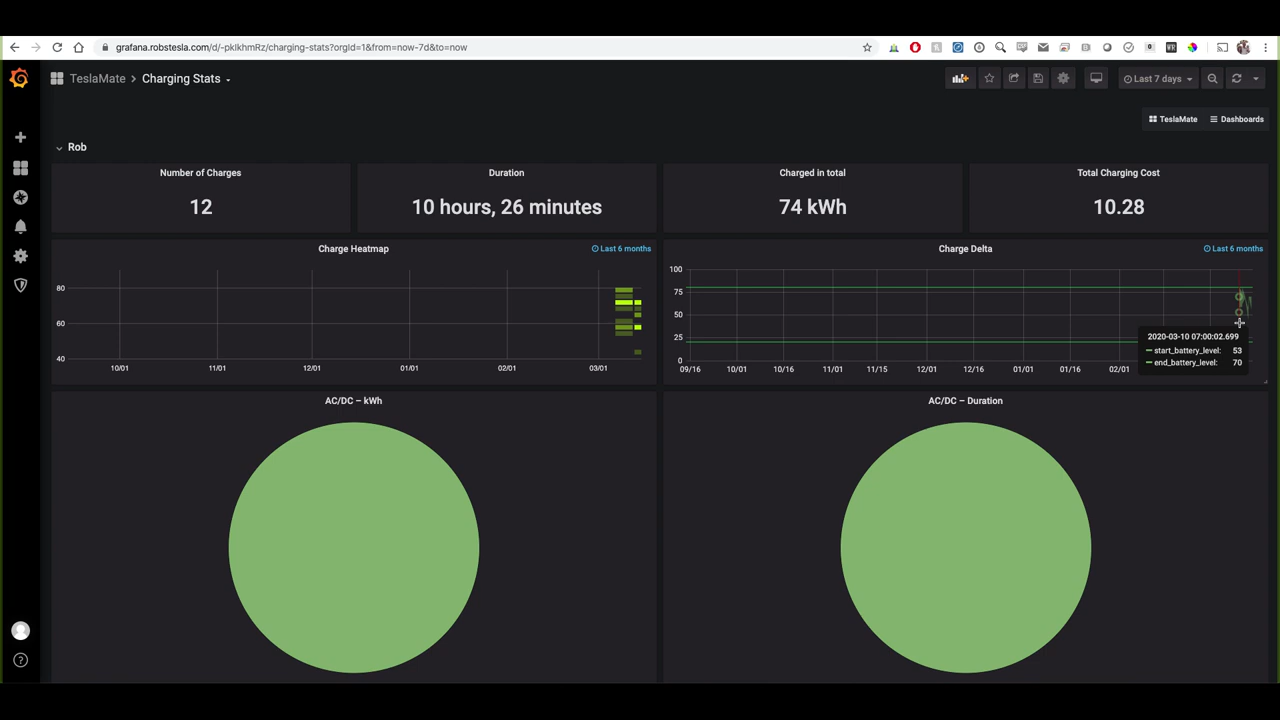 grafana.robstesla.com/d/-pkIkhmRz/charging-stats?orgId=1&from=now-7d&to=now
TeslaMate > Charging Stats
Last 7 days
TeslaMate
Dashboards
Rob
Number of Charges
12
Duration
10 hours, 26 minutes
Charged in total
74 kWh
Total Charging Cost
10.28
Charge Heatmap
Last 6 months
80
60
40
10/01
11/01
12/01
01/01
02/01
03/01
Charge Delta
Last 6 months
100
75
50
25
0
09/16
10/01
10/16
11/01
11/15
12/01
12/16
01/01
01/16
02/01
2020-03-10 07:00:02.699
start_battery_level: 53
end_battery_level: 70
AC/DC – kWh
AC/DC – Duration